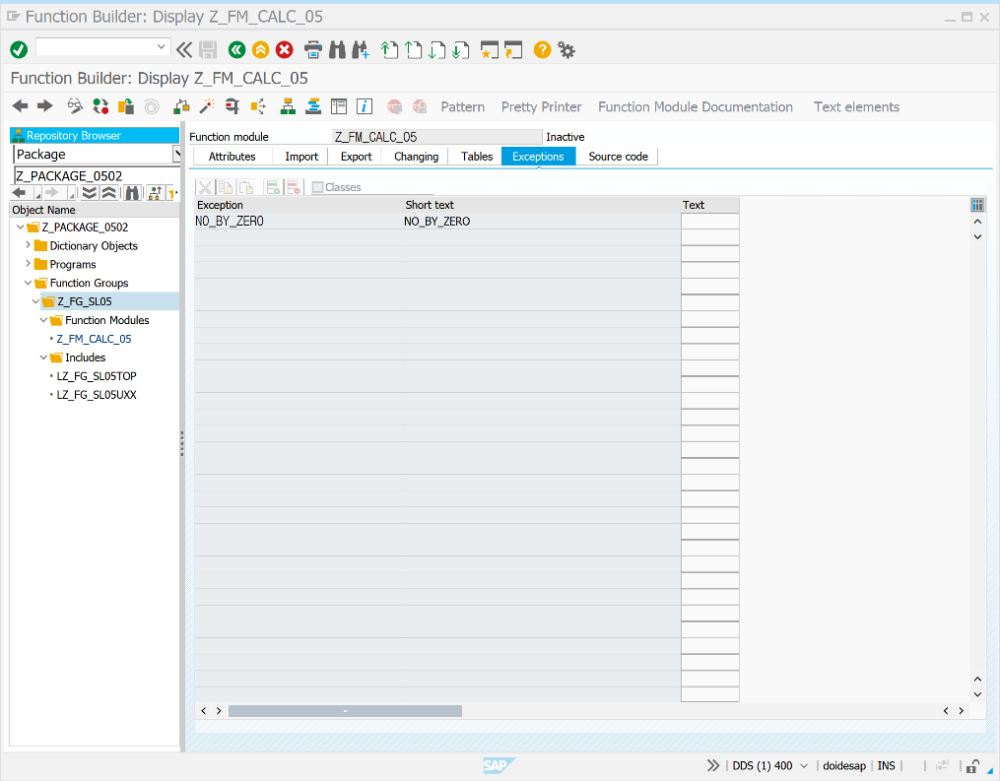 Function Builder: Display Z_FM_CALC_05
Function Builder: Display Z_FM_CALC_05
Pattern Pretty Printer Function Module Documentation Text elements
Repository Browser
Package
Z_PACKAGE_0502
Object Name
Z_PACKAGE_0502
Dictionary Objects
Programs
Function Groups
Z_FG_SL05
Function Modules
Z_FM_CALC_05
Includes
LZ_FG_SL05TOP
LZ_FG_SL05UXX
Function module Z_FM_CALC_05 Inactive
Attributes Import Export Changing Tables Exceptions Source code
Classes
Exception Short text Text
NO_BY_ZERO NO_BY_ZERO
SAP
DDS (1) 400 doidesap INS